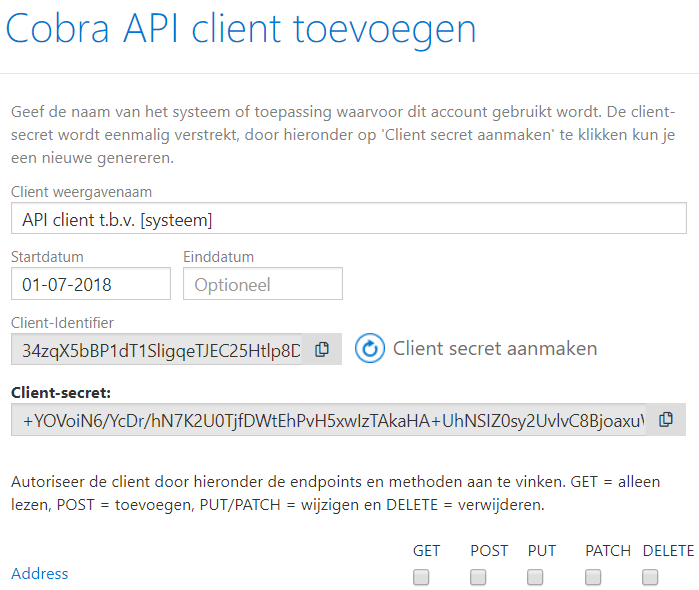 Cobra API client toevoegen
Geef de naam van het systeem of toepassing waarvoor dit account gebruikt wordt. De client-
secret wordt eenmalig verstrekt, door hieronder op 'Client secret aanmaken' te klikken kun je
een nieuwe genereren.
Client weergavenaam
API client t.b.v. [systeem]
Startdatum Einddatum
01-07-2018 Optioneel
Client-Identifier
34zqX5bBP1dT1SligqeTJEC25Htlp8D Client secret aanmaken
Client-secret:
+YOVoiN6/YcDr/hN7K2U0TjfDWtEhPvH5xwIzTAkaHA+UhNSIZ0sy2UvlvC8Bjoaxu
Autoriseer de client door hieronder de endpoints en methoden aan te vinken. GET = alleen
lezen, POST = toevoegen, PUT/PATCH = wijzigen en DELETE = verwijderen.
GET POST PUT PATCH DELETE
Address